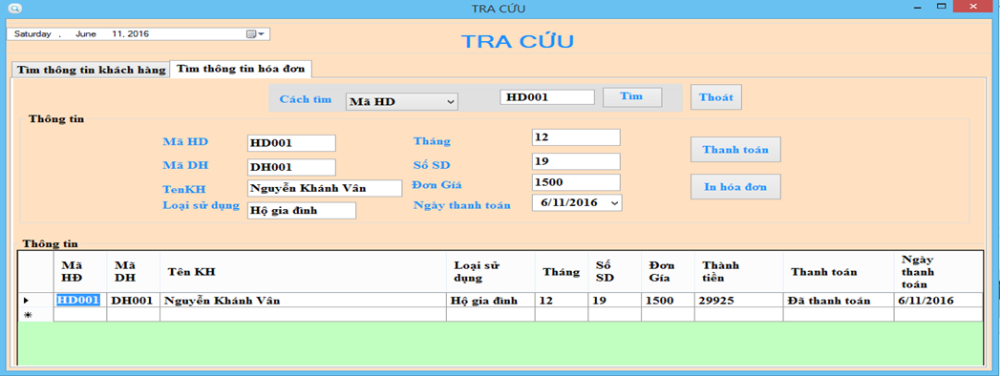 TRA CỨU
Saturday , June 11, 2016
TRA CỨU
Tìm thông tin khách hàng Tìm thông tin hóa đơn
Cách tìm Mã HD HD001 Tìm Thoát
Thông tin
Mã HD HD001 Tháng 12
Mã DH DH001 Số SD 19 Thanh toán
TenKH Nguyễn Khánh Vân Đơn Giá 1500 In hóa đơn
Loại sử dụng Hộ gia đình Ngày thanh toán 6/11/2016
Thông tin
Mã HĐ Mã DH Tên KH Loại sử dụng Tháng Số SD Đơn Gía Thành tiền Thanh toán Ngày thanh toán
HD001 DH001 Nguyễn Khánh Vân Hộ gia đình 12 19 1500 29925 Đã thanh toán 6/11/2016